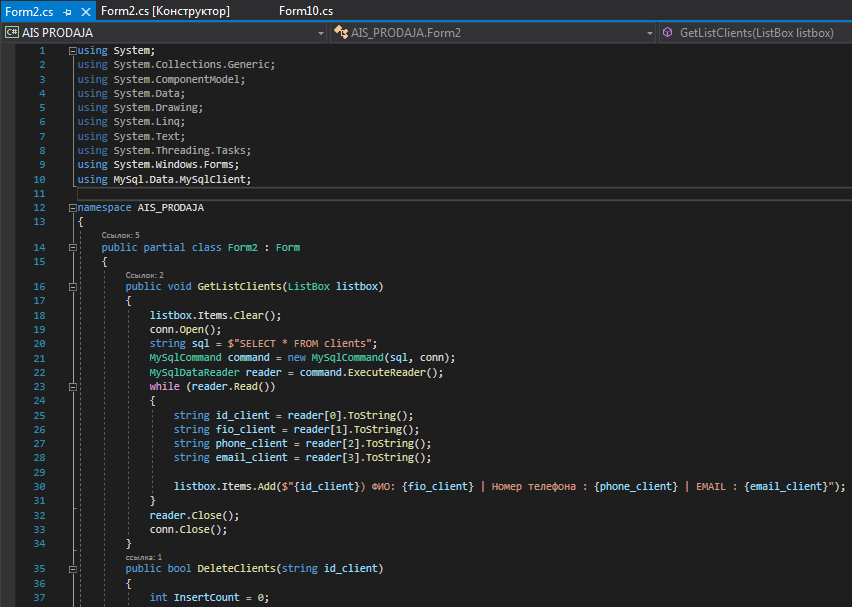 Form2.cs Form2.cs [Конструктор] Form10.cs
C# AIS PRODAJA AIS_PRODAJA.Form2 GetListClients(ListBox listbox)
1 using System;
2 using System.Collections.Generic;
3 using System.ComponentModel;
4 using System.Data;
5 using System.Drawing;
6 using System.Linq;
7 using System.Text;
8 using System.Threading.Tasks;
9 using System.Windows.Forms;
10 using MySql.Data.MySqlClient;
11
12 namespace AIS_PRODAJA
13 {
Ссылок: 5
14 public partial class Form2 : Form
15 {
Ссылок: 2
16 public void GetListClients(ListBox listbox)
17 {
18 listbox.Items.Clear();
19 conn.Open();
20 string sql = $"SELECT * FROM clients";
21 MySqlCommand command = new MySqlCommand(sql, conn);
22 MySqlDataReader reader = command.ExecuteReader();
23 while (reader.Read())
24 {
25 string id_client = reader[0].ToString();
26 string fio_client = reader[1].ToString();
27 string phone_client = reader[2].ToString();
28 string email_client = reader[3].ToString();
29
30 listbox.Items.Add($"{id_client}) ФИО: {fio_client} | Номер телефона : {phone_client} | EMAIL : {email_client}");
31 }
32 reader.Close();
33 conn.Close();
34 }
ссылка: 1
35 public bool DeleteClients(string id_client)
36 {
37 int InsertCount = 0;